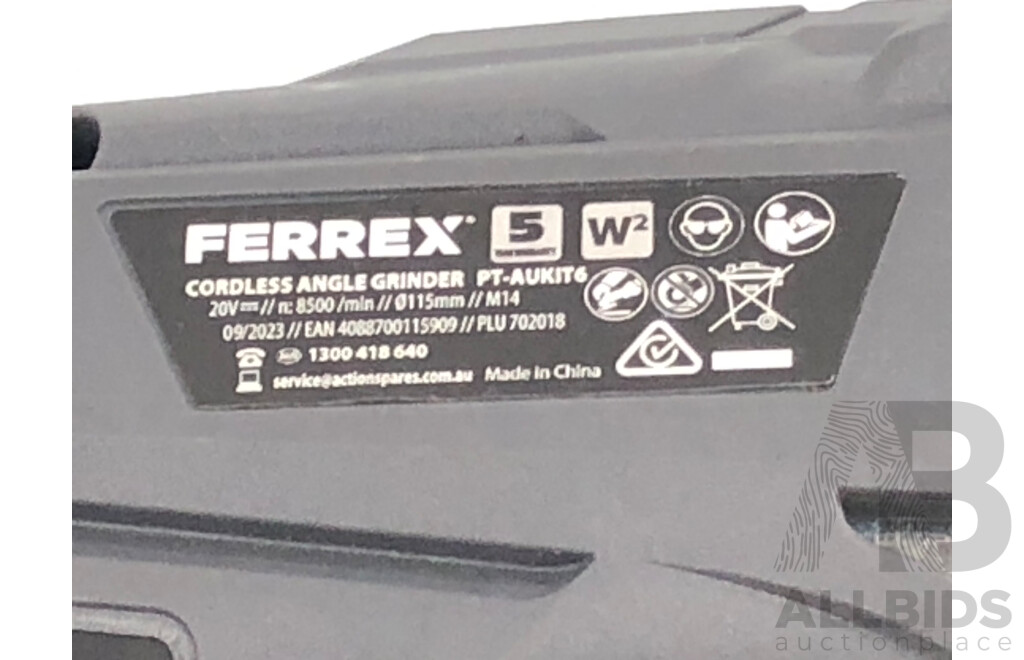 FERREX
5
W²
CORDLESS ANGLE GRINDER PT-AUKIT6
20V⎓ // n: 8500 /min // Ø115mm // M14
09/2023 // EAN 4088700115909 // PLU 702018
1300 418 640
service@actionspares.com.au Made in China
AB
ALLBIDS
auctionplace